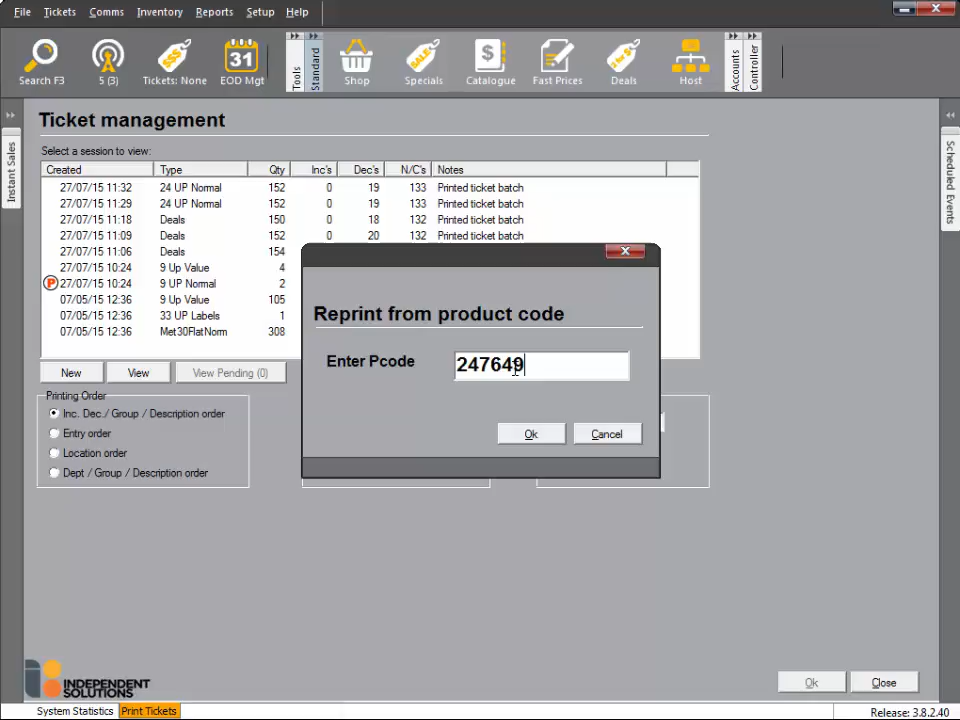 File Tickets Comms Inventory Reports Setup Help
Search F3
5 (3)
Tickets: None
31
EOD Mgt
Tools
Standard
Shop
SALE
Specials
$
Catalogue
Fast Prices
Deals
Host
Accounts
Controller
Instant Sales
Scheduled Events
Ticket management
Select a session to view:
Created Type Qty Inc's Dec's N/C's Notes
27/07/15 11:32 24 UP Normal 152 0 19 133 Printed ticket batch
27/07/15 11:29 24 UP Normal 152 0 19 133 Printed ticket batch
27/07/15 11:18 Deals 150 0 18 132 Printed ticket batch
27/07/15 11:09 Deals 152 0 20 132 Printed ticket batch
27/07/15 11:06 Deals 154
27/07/15 10:24 9 Up Value 4
P 27/07/15 10:24 9 UP Normal 2
07/05/15 12:36 9 Up Value 105
07/05/15 12:36 33 UP Labels 1
07/05/15 12:36 Met30FlatNorm 308
New View View Pending (0)
Printing Order
Inc. Dec./ Group / Description order
Entry order
Location order
Dept / Group / Description order
Reprint from product code
Enter Pcode 247649
Ok Cancel
INDEPENDENT
SOLUTIONS
Ok Close
System Statistics Print Tickets
Release: 3.8.2.40